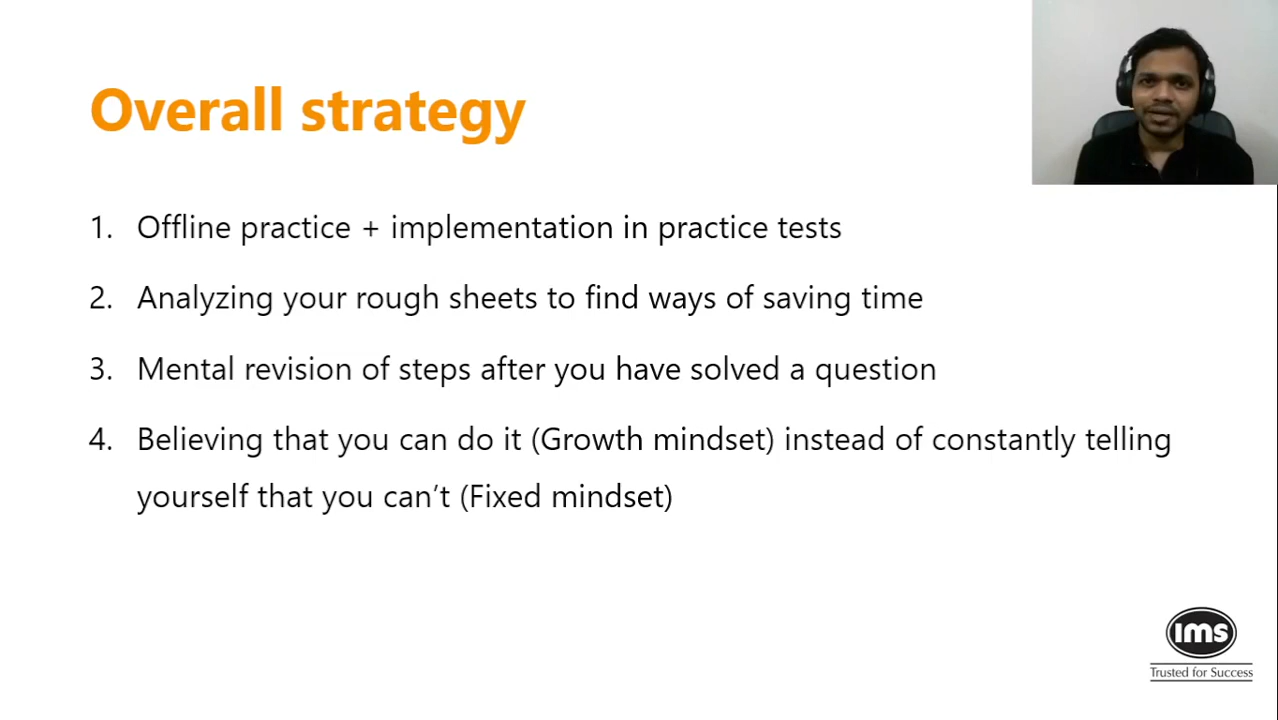 Overall strategy
1. Offline practice + implementation in practice tests
2. Analyzing your rough sheets to find ways of saving time
3. Mental revision of steps after you have solved a question
4. Believing that you can do it (Growth mindset) instead of constantly telling
yourself that you can’t (Fixed mindset)
ims
Trusted for Success